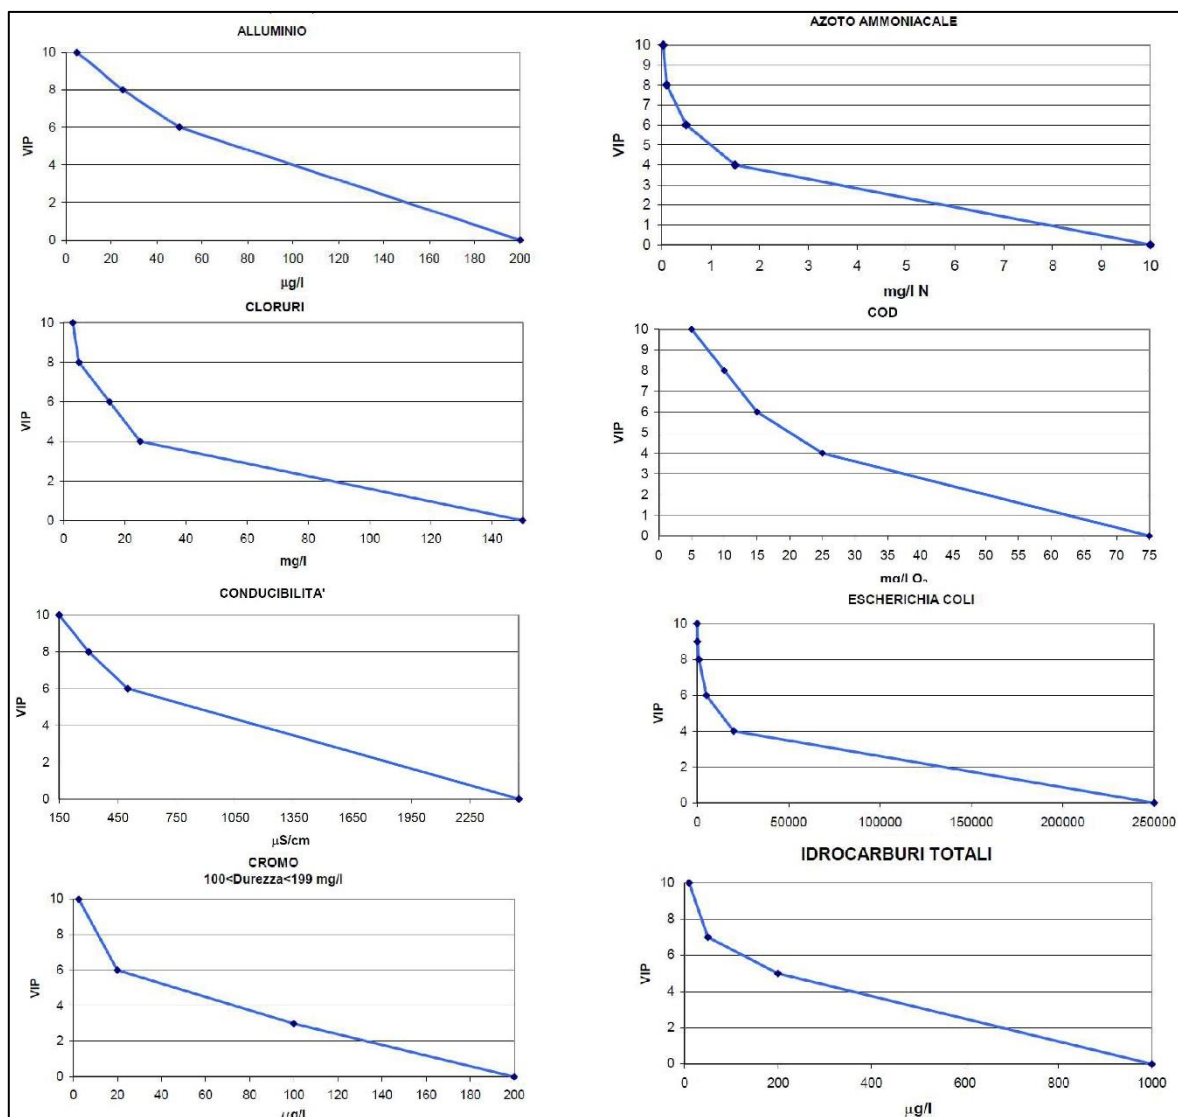 ALLUMINIO
10
8
6
4
2
0
VIP
0 20 40 60 80 100 120 140 160 180 200
µg/l
AZOTO AMMONIACALE
10
9
8
7
6
5
4
3
2
1
0
VIP
0 1 2 3 4 5 6 7 8 9 10
mg/l N
CLORURI
10
8
6
4
2
0
VIP
0 20 40 60 80 100 120 140
mg/l
COD
10
9
8
7
6
5
4
3
2
1
0
VIP
0 5 10 15 20 25 30 35 40 45 50 55 60 65 70 75
mg/l O₂
CONDUCIBILITA'
10
8
6
4
2
0
VIP
150 450 750 1050 1350 1650 1950 2250
µS/cm
ESCHERICHIA COLI
10
8
6
4
2
0
VIP
0 50000 100000 150000 200000 250000
CROMO
100<Durezza<199 mg/l
10
8
6
4
2
0
VIP
0 20 40 60 80 100 120 140 160 180 200
µg/l
IDROCARBURI TOTALI
10
8
6
4
2
0
VIP
0 200 400 600 800 1000
µg/l